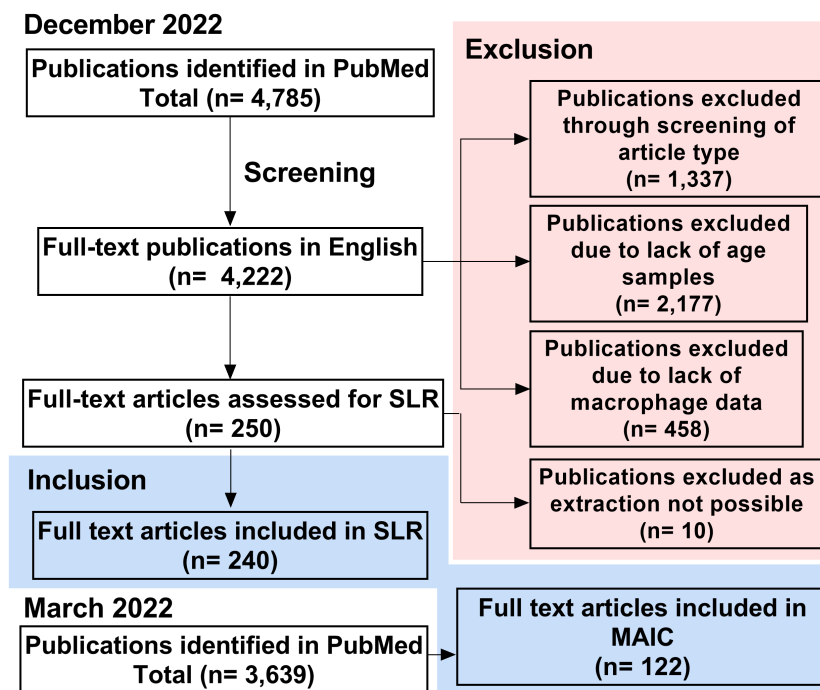 December 2022
Publications identified in PubMed
Total (n= 4,785)
Screening
Full-text publications in English
(n=  4,222)
Full-text articles assessed for SLR
(n= 250)
Exclusion
Publications excluded
through screening of
article type
(n= 1,337)
Publications excluded
due to lack of age
samples
(n= 2,177)
Publications excluded
due to lack of
macrophage data
(n= 458)
Publications excluded as
extraction not possible
(n= 10)
Inclusion
Full text articles included in SLR
(n= 240)
March 2022
Publications identified in PubMed
Total (n= 3,639)
Full text articles included in
MAIC
(n= 122)